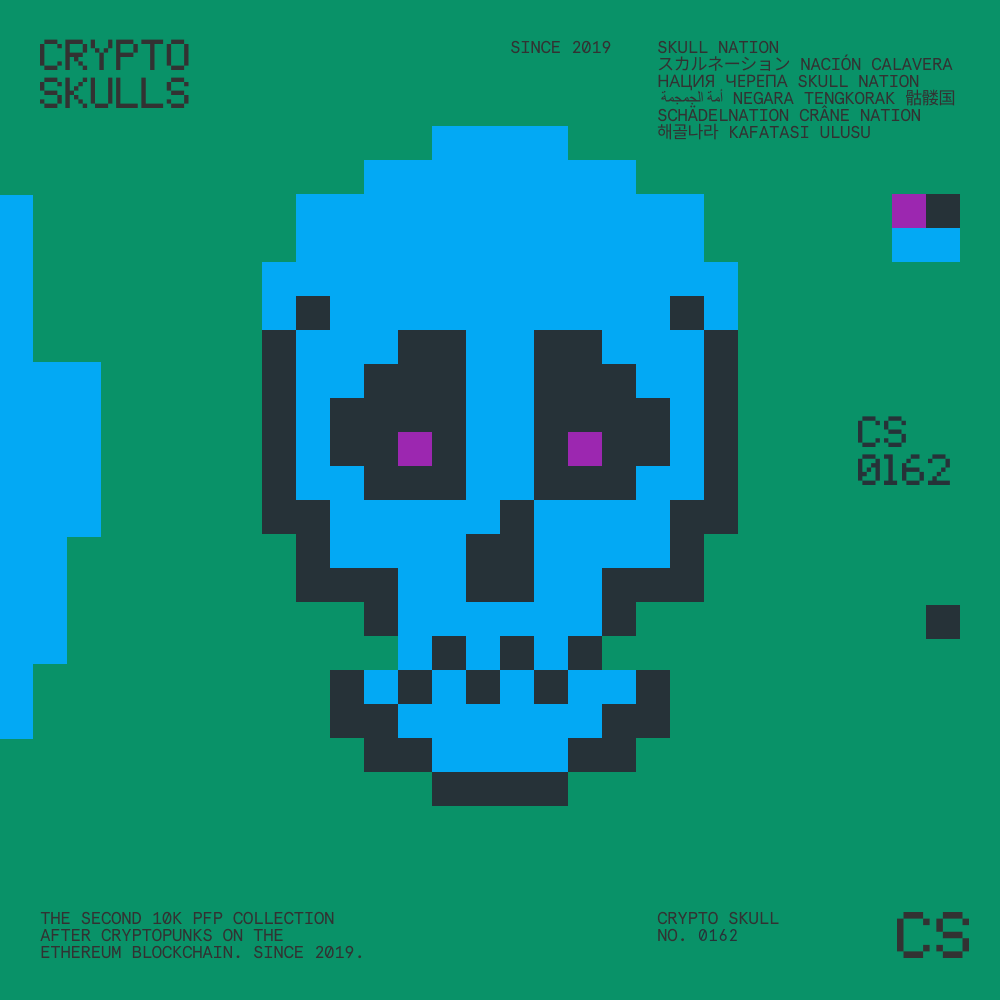 CRYPTO
SKULLS
SINCE 2019
SKULL NATION
スカルネーション NACIÓN CALAVERA
НАЦИЯ ЧЕРЕПА SKULL NATION
أمة الجمجمة NEGARA TENGKORAK 骷髅国
SCHÄDELNATION CRÂNE NATION
해골나라 KAFATASI ULUSU
CS
0162
THE SECOND 10K PFP COLLECTION
AFTER CRYPTOPUNKS ON THE
ETHEREUM BLOCKCHAIN. SINCE 2019.
CRYPTO SKULL
NO. 0162
CS